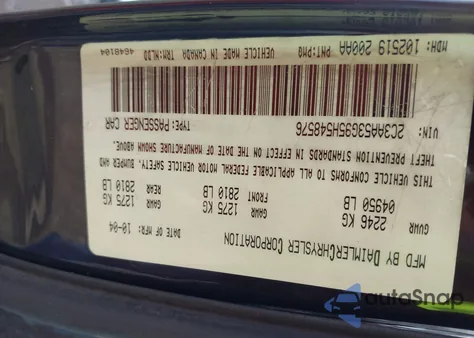 MFD BY DAIMLERCHRYSLER CORPORATION
DATE OF MFR: 10-04
GVWR
2246 KG
04950 LB
GAWR
1275 KG
FRONT 2810 LB
GAWR
1275 KG
REAR 2810 LB
THIS VEHICLE CONFORMS TO ALL APPLICABLE FEDERAL MOTOR VEHICLE SAFETY, BUMPER AND
THEFT PREVENTION STANDARDS IN EFFECT ON THE DATE OF MANUFACTURE SHOWN ABOVE.
VIN: 2C3AA53G95H548576 TYPE: PASSENGER CAR
MDH: 102519 200AA PNT: PMQ VEHICLE MADE IN CANADA TRM: NLDD 4648104
autoSnap